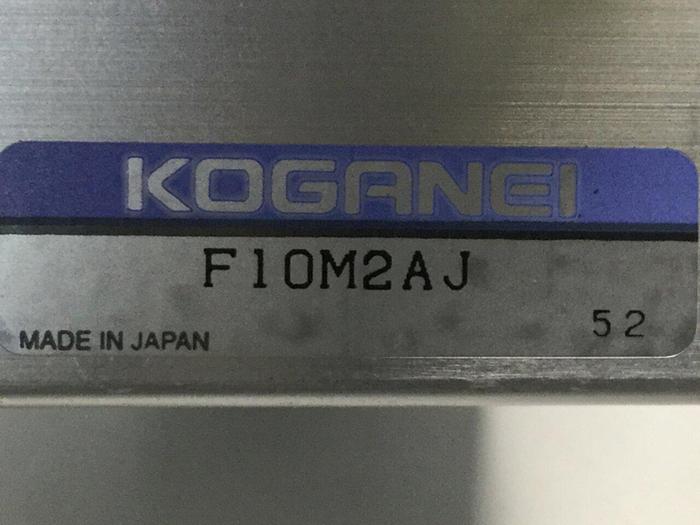 KOGANEI
F10M2AJ
52
MADE IN JAPAN